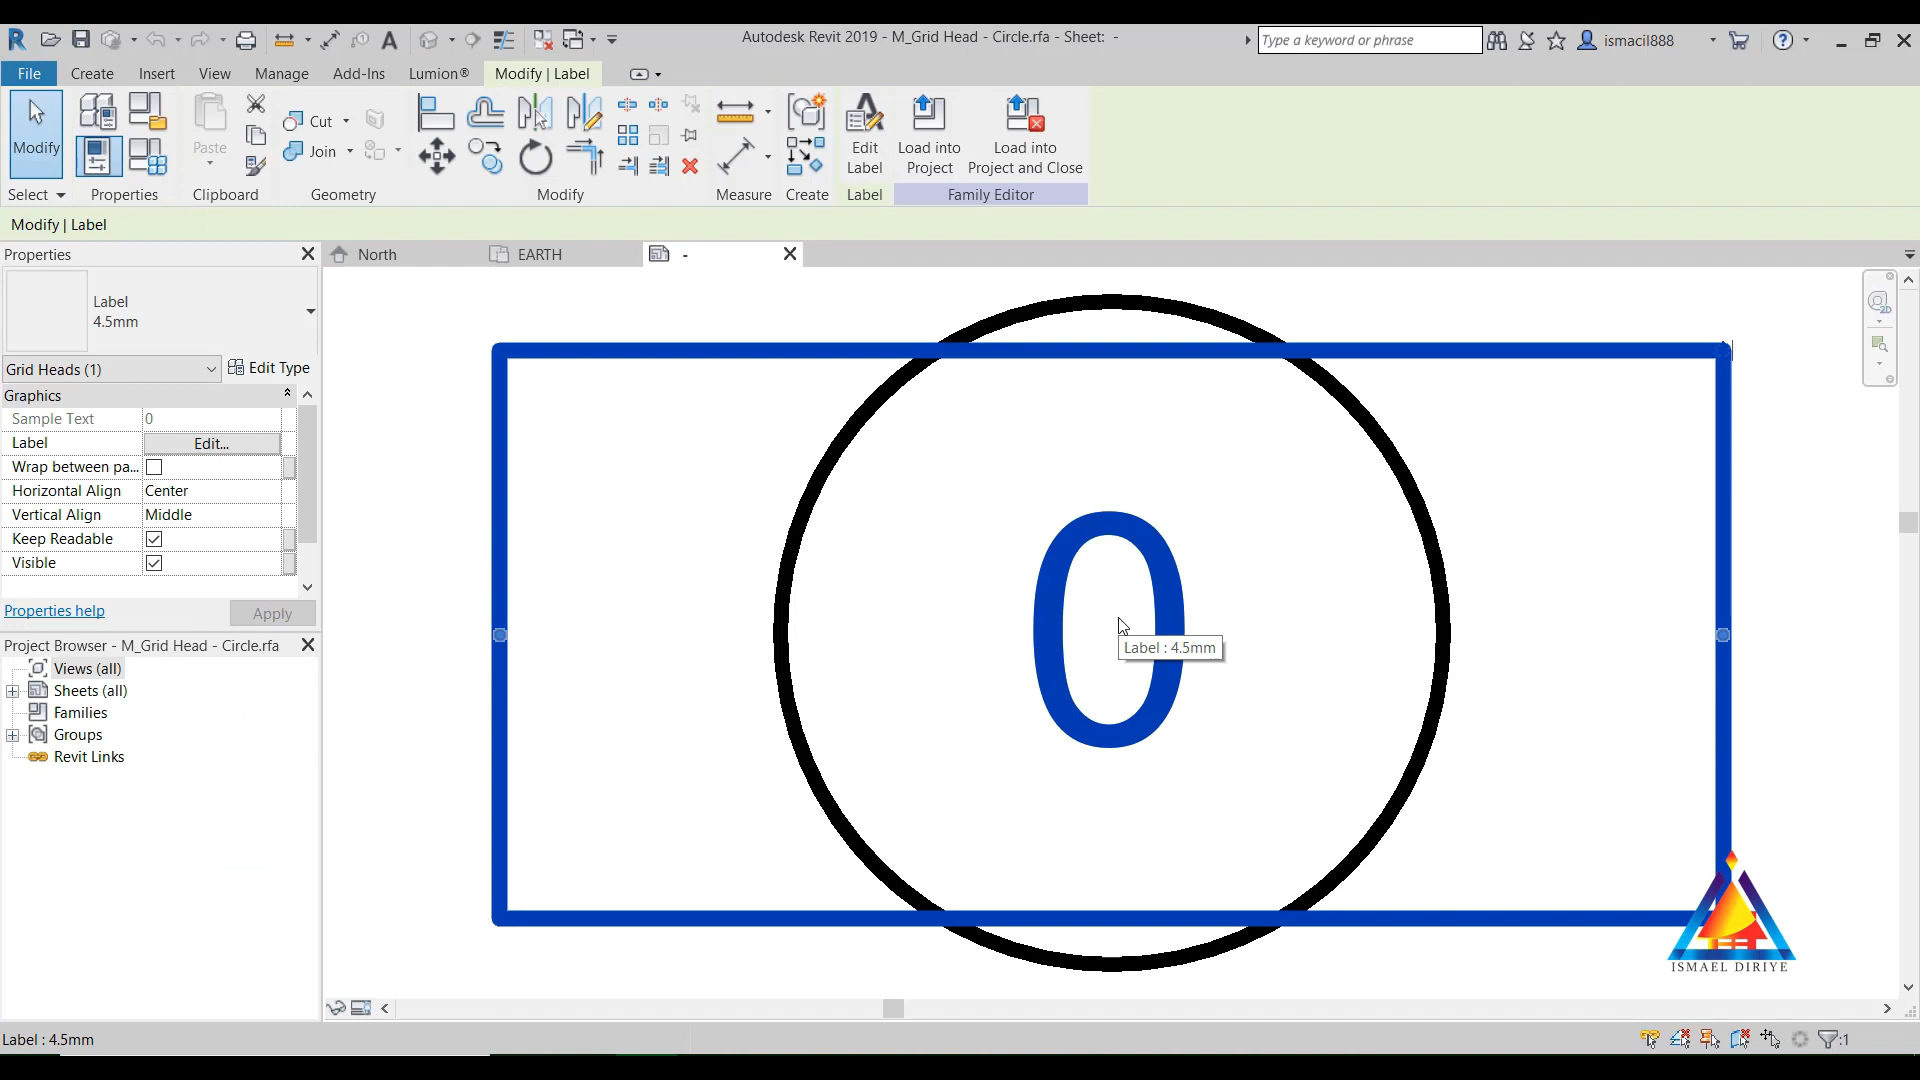 Autodesk Revit 2019 - M_Grid Head - Circle.rfa - Sheet: -
Type a keyword or phrase
ismacil888
File
Create
Insert
View
Manage
Add-Ins
Lumion®
Modify | Label
Modify
Paste
Cut
Join
Edit Label
Load into Project
Load into Project and Close
Select
Properties
Clipboard
Geometry
Modify
Measure
Create
Label
Family Editor
Modify | Label
Properties
North
EARTH
-
Label
4.5mm
Grid Heads (1)
Edit Type
Graphics
Sample Text 0
Label Edit...
Wrap between pa...
Horizontal Align Center
Vertical Align Middle
Keep Readable
Visible
Properties help
Apply
Project Browser - M_Grid Head - Circle.rfa
Views (all)
Sheets (all)
Families
Groups
Revit Links
0
Label : 4.5mm
2D
ISMAEL DIRIYE
Label : 4.5mm
:1